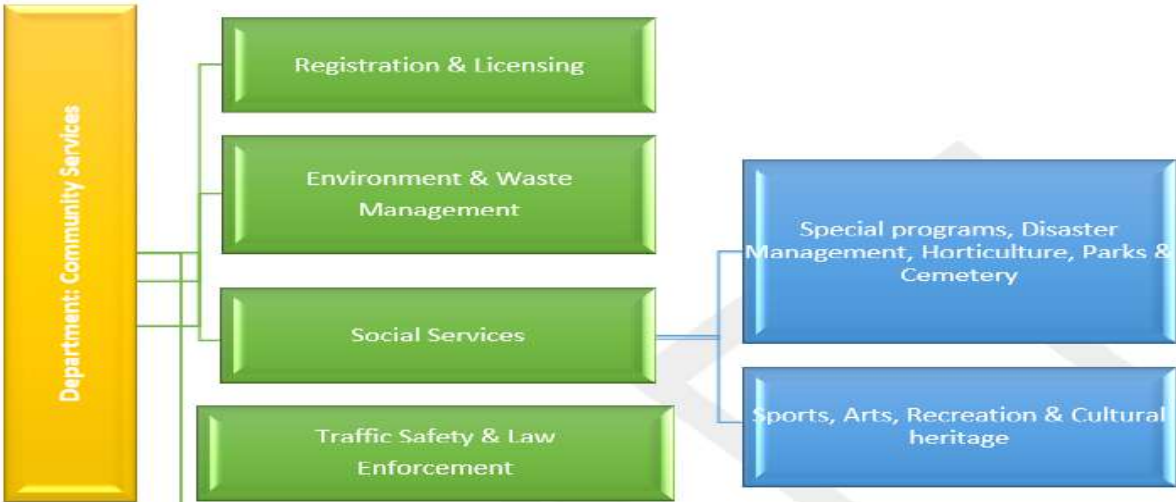 Department: Community Services
Registration & Licensing
Environment & Waste
Management
Social Services
Traffic Safety & Law
Enforcement
Special programs, Disaster
Management, Horticulture, Parks &
Cemetery
Sports, Arts, Recreation & Cultural
heritage